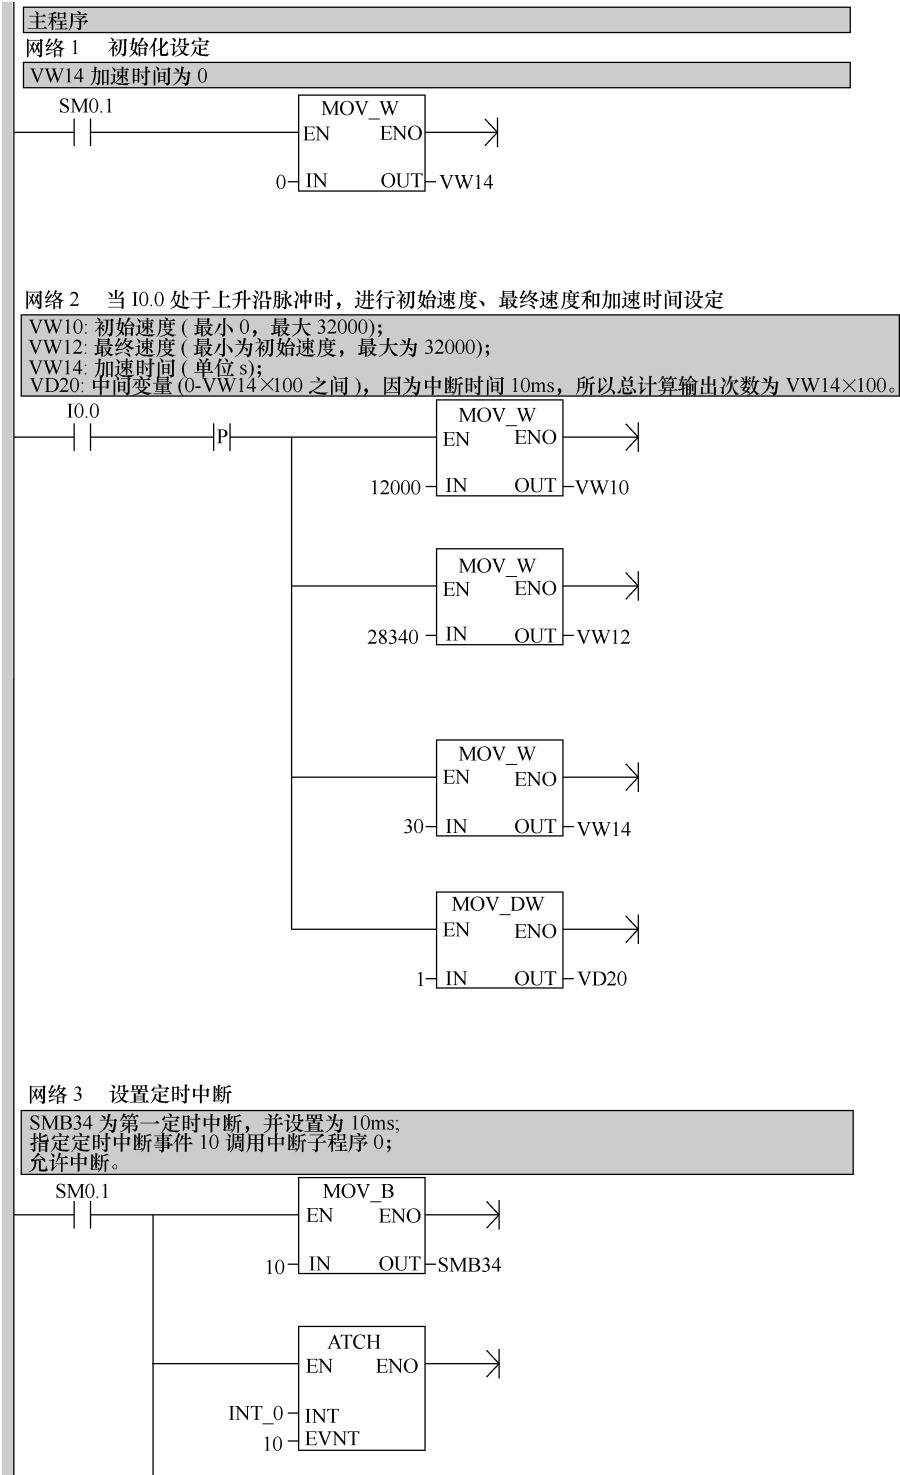 主程序
网络 1 初始化设定
VW14 加速时间为 0
SM0.1
MOV_W
EN ENO
0 IN OUT VW14
网络 2 当 I0.0 处于上升沿脉冲时，进行初始速度、最终速度和加速时间设定
VW10: 初始速度 ( 最小 0，最大 32000)；
VW12: 最终速度 ( 最小为初始速度，最大为 32000)；
VW14: 加速时间 ( 单位 s)；
VD20: 中间变量 (0-VW14×100 之间 )，因为中断时间 10ms，所以总计算输出次数为 VW14×100。
I0.0
P
MOV_W
EN ENO
12000 IN OUT VW10
MOV_W
EN ENO
28340 IN OUT VW12
MOV_W
EN ENO
30 IN OUT VW14
MOV_DW
EN ENO
1 IN OUT VD20
网络 3 设置定时中断
SMB34 为第一定时中断，并设置为 10ms;
指定定时中断事件 10 调用中断子程序 0；
允许中断。
SM0.1
MOV_B
EN ENO
10 IN OUT SMB34
ATCH
EN ENO
INT_0 INT
10 EVNT